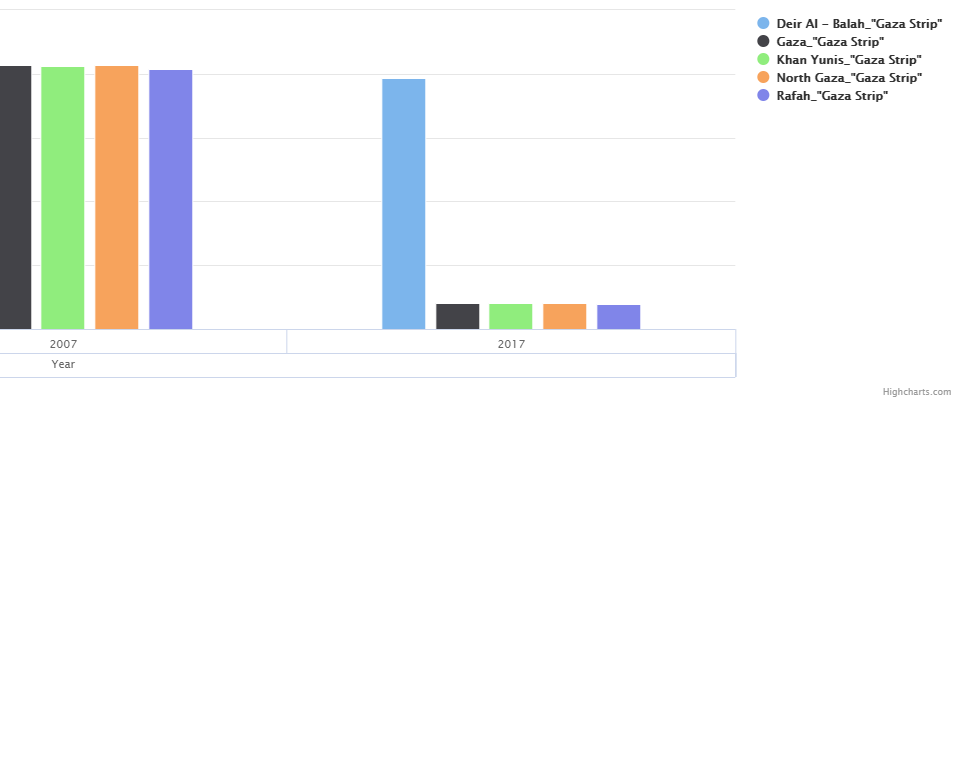 Deir Al - Balah_"Gaza Strip"
Gaza_"Gaza Strip"
Khan Yunis_"Gaza Strip"
North Gaza_"Gaza Strip"
Rafah_"Gaza Strip"
2007 2017
Year
Highcharts.com